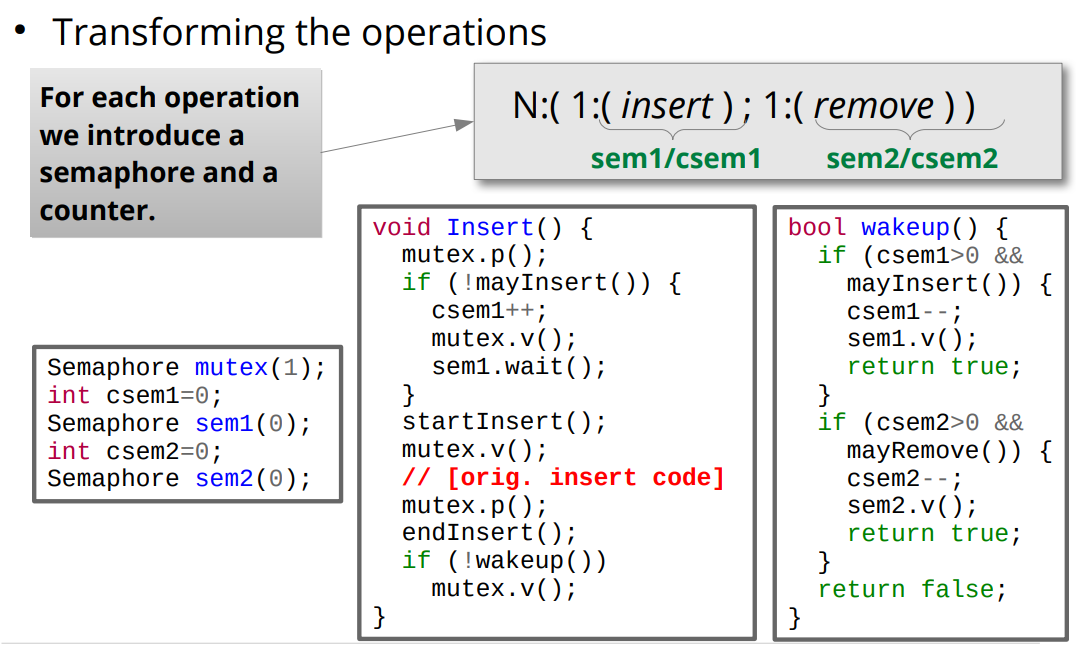 • Transforming the operations
For each operation
we introduce a
semaphore and a
counter.
N:( 1:( insert ) ; 1:( remove ) )
sem1/csem1 sem2/csem2
Semaphore mutex(1);
int csem1=0;
Semaphore sem1(0);
int csem2=0;
Semaphore sem2(0);
void Insert() {
mutex.p();
if (!mayInsert()) {
csem1++;
mutex.v();
sem1.wait();
}
startInsert();
mutex.v();
// [orig. insert code]
mutex.p();
endInsert();
if (!wakeup())
mutex.v();
}
bool wakeup() {
if (csem1>0 &&
mayInsert()) {
csem1--;
sem1.v();
return true;
}
if (csem2>0 &&
mayRemove()) {
csem2--;
sem2.v();
return true;
}
return false;
}